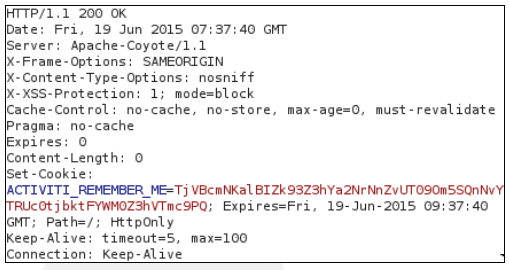 HTTP/1.1 200 OK
Date: Fri, 19 Jun 2015 07:37:40 GMT
Server: Apache-Coyote/1.1
X-Frame-Options: SAMEORIGIN
X-Content-Type-Options: nosniff
X-XSS-Protection: 1; mode=block
Cache-Control: no-cache, no-store, max-age=0, must-revalidate
Pragma: no-cache
Expires: 0
Content-Length: 0
Set-Cookie:
ACTIVITI_REMEMBER_ME=TjVBcmNKalBIZk93Z3hYa2NrNnZvUT09Om5SQnNvY
TRUc0tjbktFYWM0Z3hVTmc9PQ; Expires=Fri, 19-Jun-2015 09:37:40
GMT; Path=/; HttpOnly
Keep-Alive: timeout=5, max=100
Connection: Keep-Alive